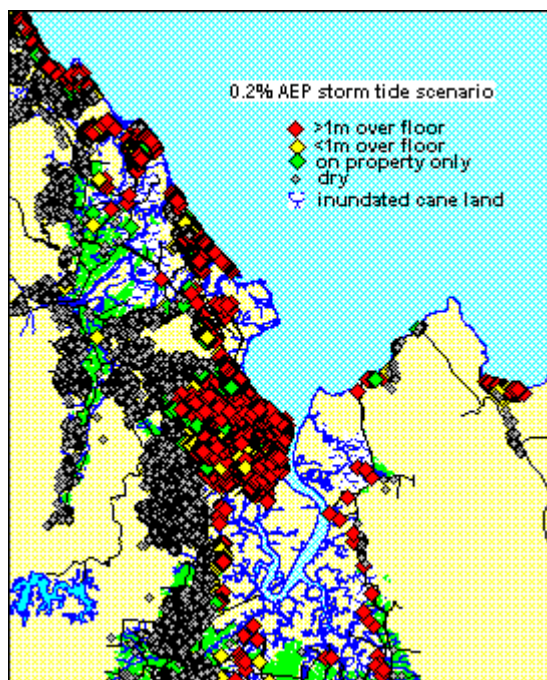 0.2% AEP storm tide scenario
>1m over floor
<1m over floor
on property only
dry
inundated cane land